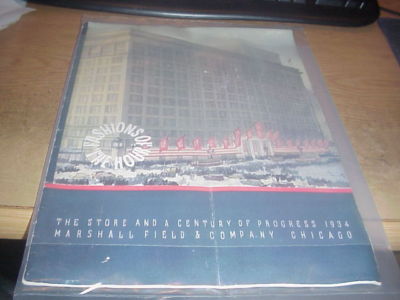 FASHIONS OF
THE HOUR
THE STORE AND A CENTURY OF PROGRESS 1934
MARSHALL FIELD & COMPANY CHICAGO